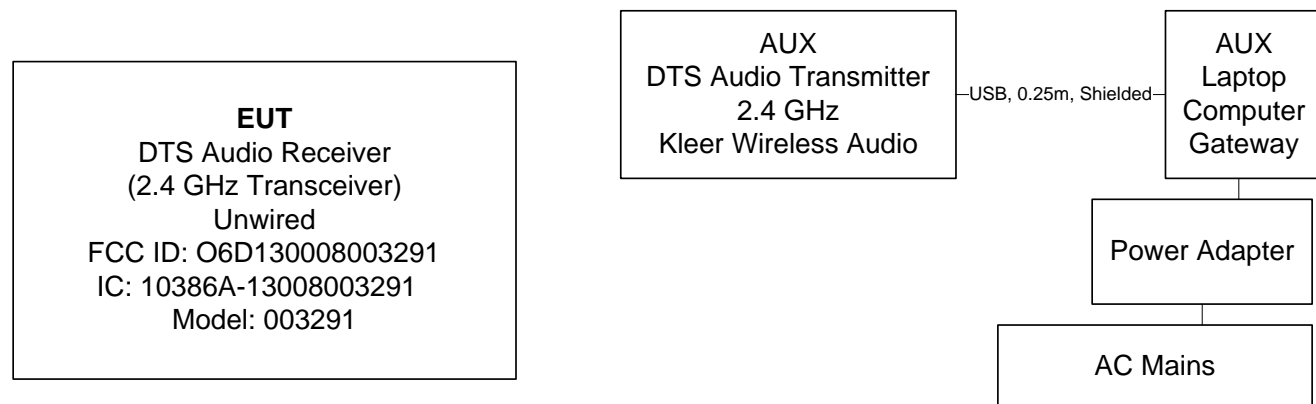 EUT
DTS Audio Receiver
(2.4 GHz Transceiver)
Unwired
FCC ID: O6D130008003291
IC: 10386A-13008003291
Model: 003291
AUX
DTS Audio Transmitter
2.4 GHz
Kleer Wireless Audio
USB, 0.25m, Shielded
AUX
Laptop
Computer
Gateway
Power Adapter
AC Mains